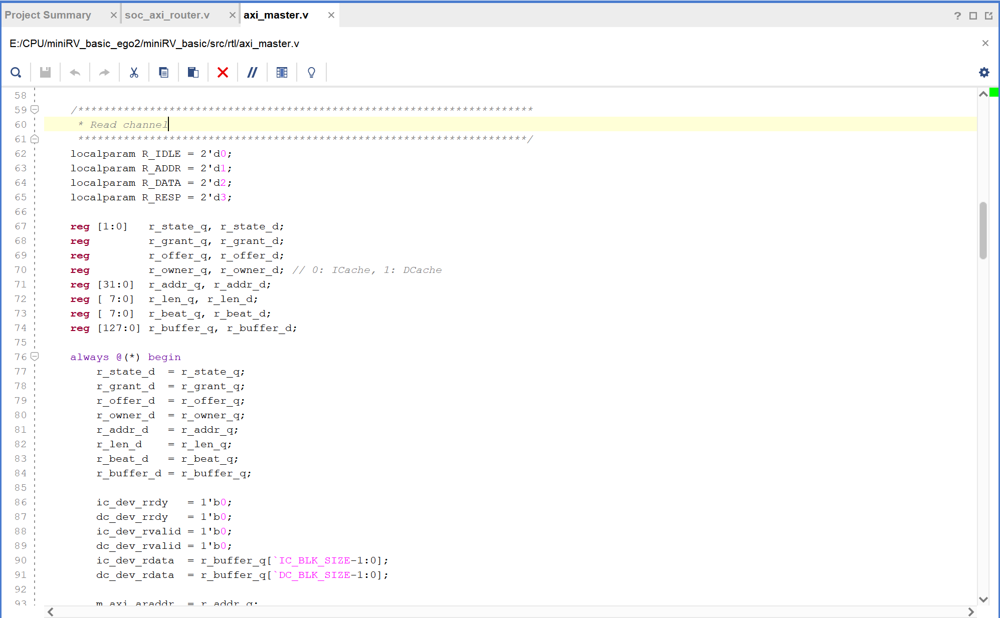 Project Summary soc_axi_router.v axi_master.v
E:/CPU/miniRV_basic_ego2/miniRV_basic/src/rtl/axi_master.v
58
59 /**********************************************************************
60 * Read channel
61 *********************************************************************/
62 localparam R_IDLE = 2'd0;
63 localparam R_ADDR = 2'd1;
64 localparam R_DATA = 2'd2;
65 localparam R_RESP = 2'd3;
66
67 reg [1:0] r_state_q, r_state_d;
68 reg r_grant_q, r_grant_d;
69 reg r_offer_q, r_offer_d;
70 reg r_owner_q, r_owner_d; // 0: ICache, 1: DCache
71 reg [31:0] r_addr_q, r_addr_d;
72 reg [ 7:0] r_len_q, r_len_d;
73 reg [ 7:0] r_beat_q, r_beat_d;
74 reg [127:0] r_buffer_q, r_buffer_d;
75
76 always @(*) begin
77 r_state_d = r_state_q;
78 r_grant_d = r_grant_q;
79 r_offer_d = r_offer_q;
80 r_owner_d = r_owner_q;
81 r_addr_d = r_addr_q;
82 r_len_d = r_len_q;
83 r_beat_d = r_beat_q;
84 r_buffer_d = r_buffer_q;
85
86 ic_dev_rrdy = 1'b0;
87 dc_dev_rrdy = 1'b0;
88 ic_dev_rvalid = 1'b0;
89 dc_dev_rvalid = 1'b0;
90 ic_dev_rdata = r_buffer_q[`IC_BLK_SIZE-1:0];
91 dc_dev_rdata = r_buffer_q[`DC_BLK_SIZE-1:0];
92
93 m_axi_araddr = r_addr_q;